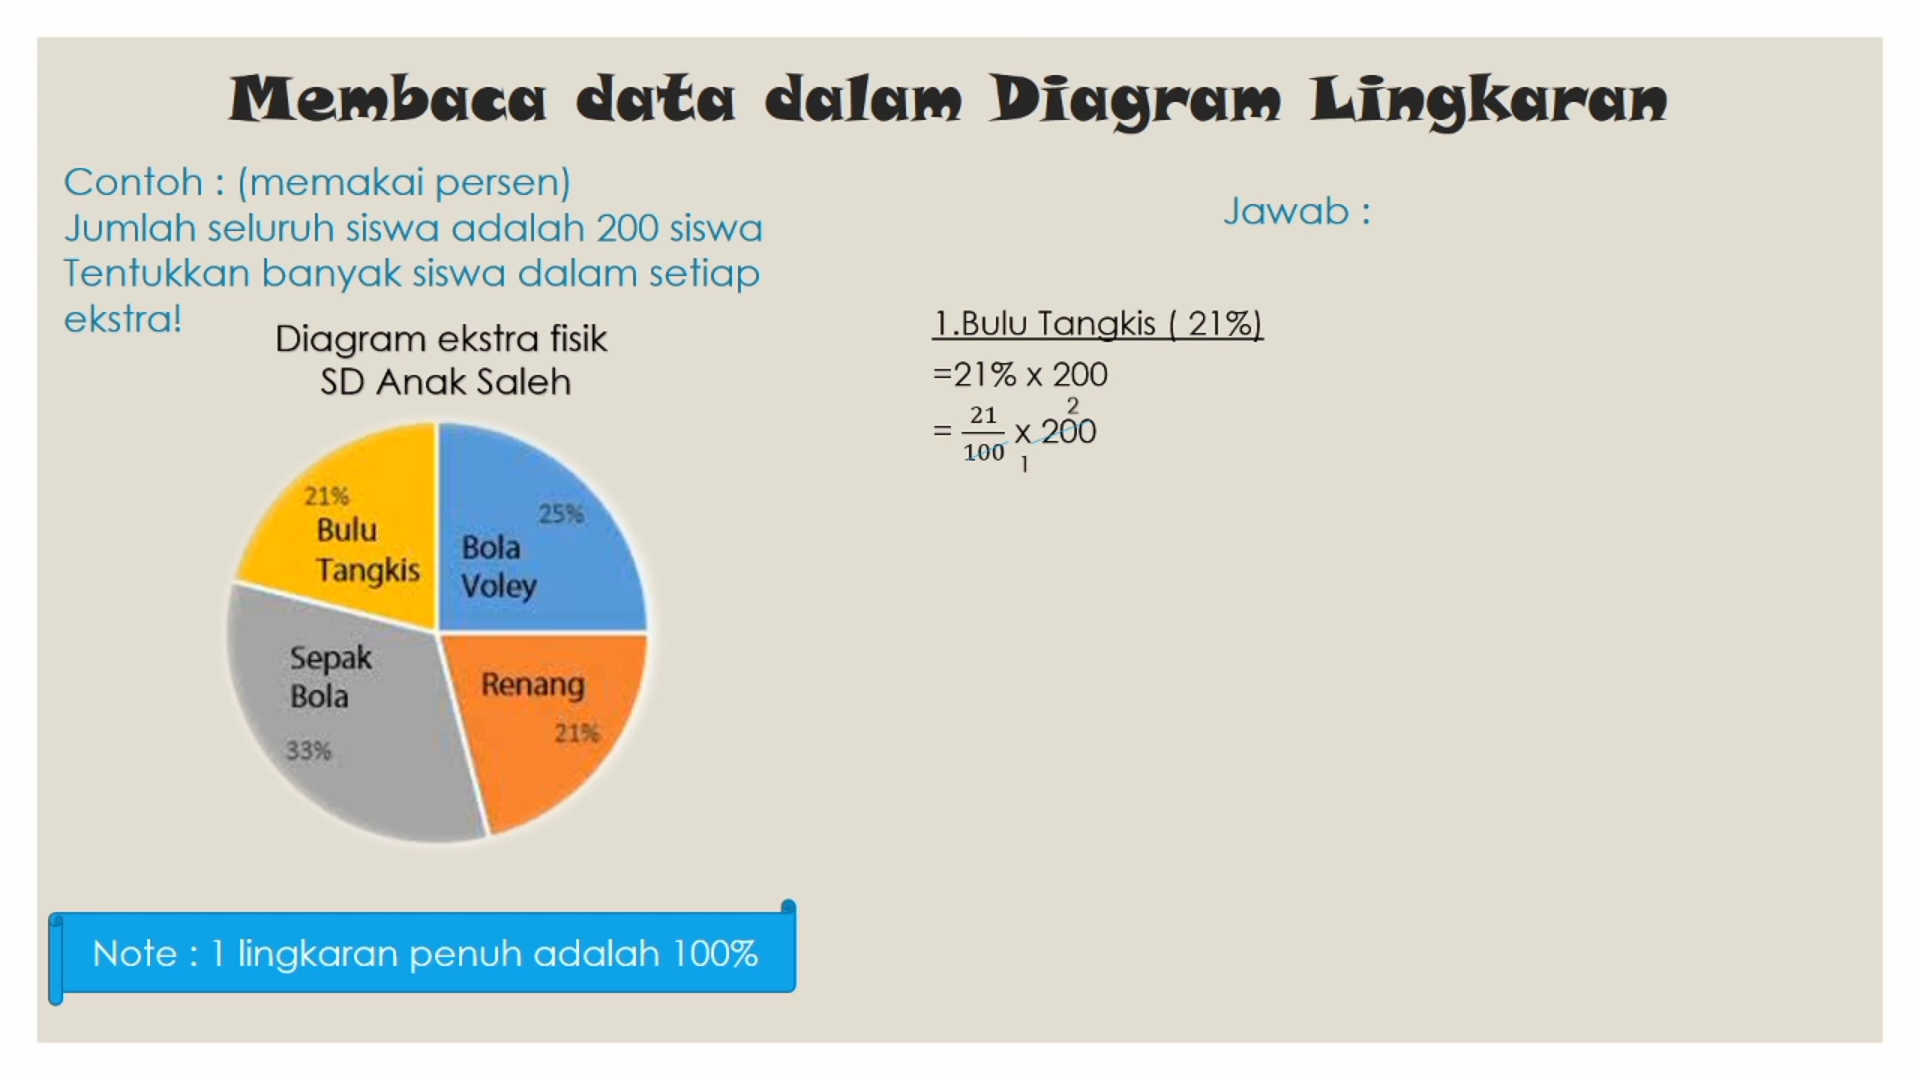 Membaca data dalam Diagram Lingkaran
Contoh : (memakai persen)
Jumlah seluruh siswa adalah 200 siswa
Tentukkan banyak siswa dalam setiap
ekstra!
Diagram ekstra fisik
SD Anak Saleh
21%
Bulu
Tangkis
25%
Bola
Voley
Sepak
Bola
33%
Renang
21%
Note : 1 lingkaran penuh adalah 100%
Jawab :
1.Bulu Tangkis ( 21%)
=21% x 200
= 21/100 x 200
2
1